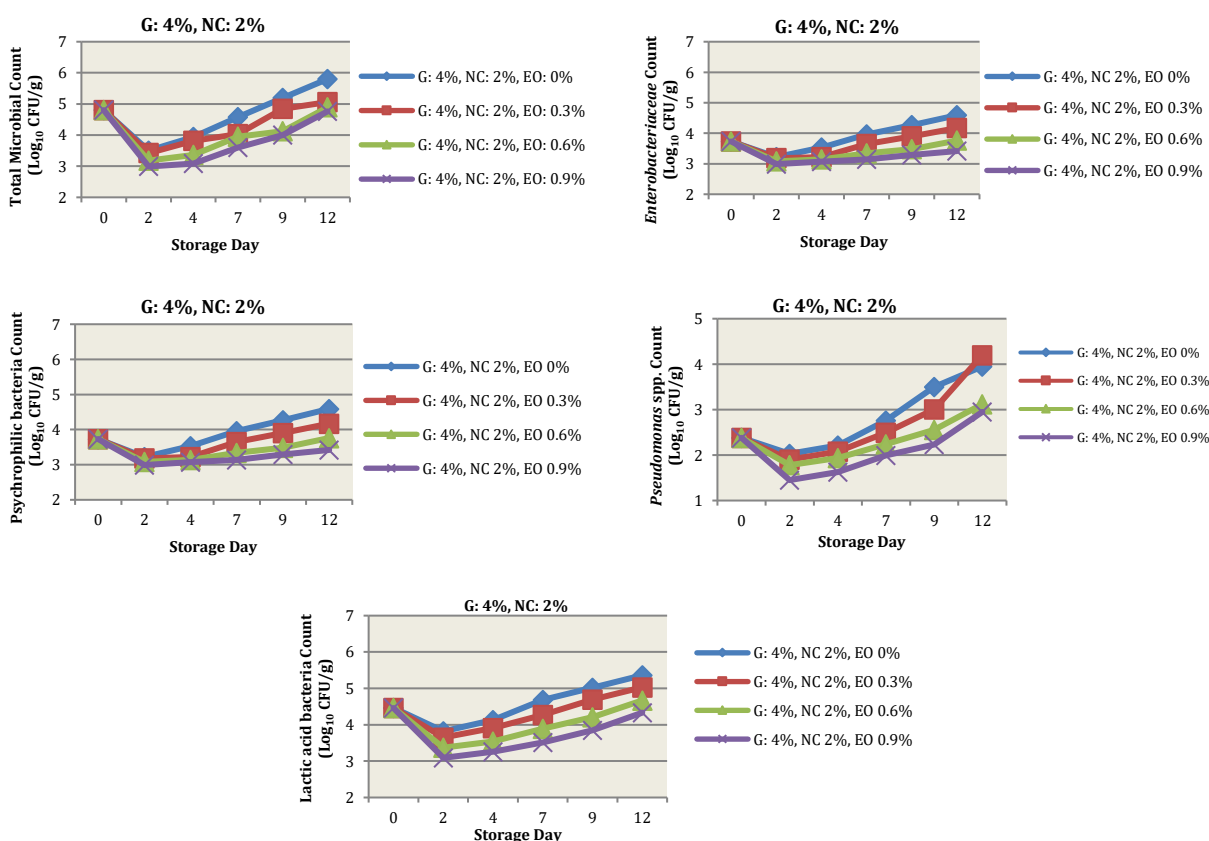 G: 4%, NC: 2%
Total Microbial Count
(Log10 CFU/g)
7
6
5
4
3
2
0 2 4 7 9 12
Storage Day
G: 4%, NC: 2%, EO: 0%
G: 4%, NC: 2%, EO: 0.3%
G: 4%, NC: 2%, EO: 0.6%
G: 4%, NC: 2%, EO: 0.9%
G: 4%, NC: 2%
Enterobacteriaceae Count
(Log10 CFU/g)
7
6
5
4
3
2
0 2 4 7 9 12
Storage Day
G: 4%, NC 2%, EO 0%
G: 4%, NC 2%, EO 0.3%
G: 4%, NC 2%, EO 0.6%
G: 4%, NC 2%, EO 0.9%
G: 4%, NC: 2%
Psychrophilic bacteria Count
(Log10 CFU/g)
7
6
5
4
3
2
0 2 4 7 9 12
Storage Day
G: 4%, NC 2%, EO 0%
G: 4%, NC 2%, EO 0.3%
G: 4%, NC 2%, EO 0.6%
G: 4%, NC 2%, EO 0.9%
G: 4%, NC: 2%
Pseudomonas spp. Count
(Log10 CFU/g)
5
4
3
2
1
0 2 4 7 9 12
Storage Day
G: 4%, NC 2%, EO 0%
G: 4%, NC 2%, EO 0.3%
G: 4%, NC 2%, EO 0.6%
G: 4%, NC 2%, EO 0.9%
G: 4%, NC: 2%
Lactic acid bacteria Count
(Log10 CFU/g)
7
6
5
4
3
2
0 2 4 7 9 12
Storage Day
G: 4%, NC 2%, EO 0%
G: 4%, NC 2%, EO 0.3%
G: 4%, NC 2%, EO 0.6%
G: 4%, NC 2%, EO 0.9%